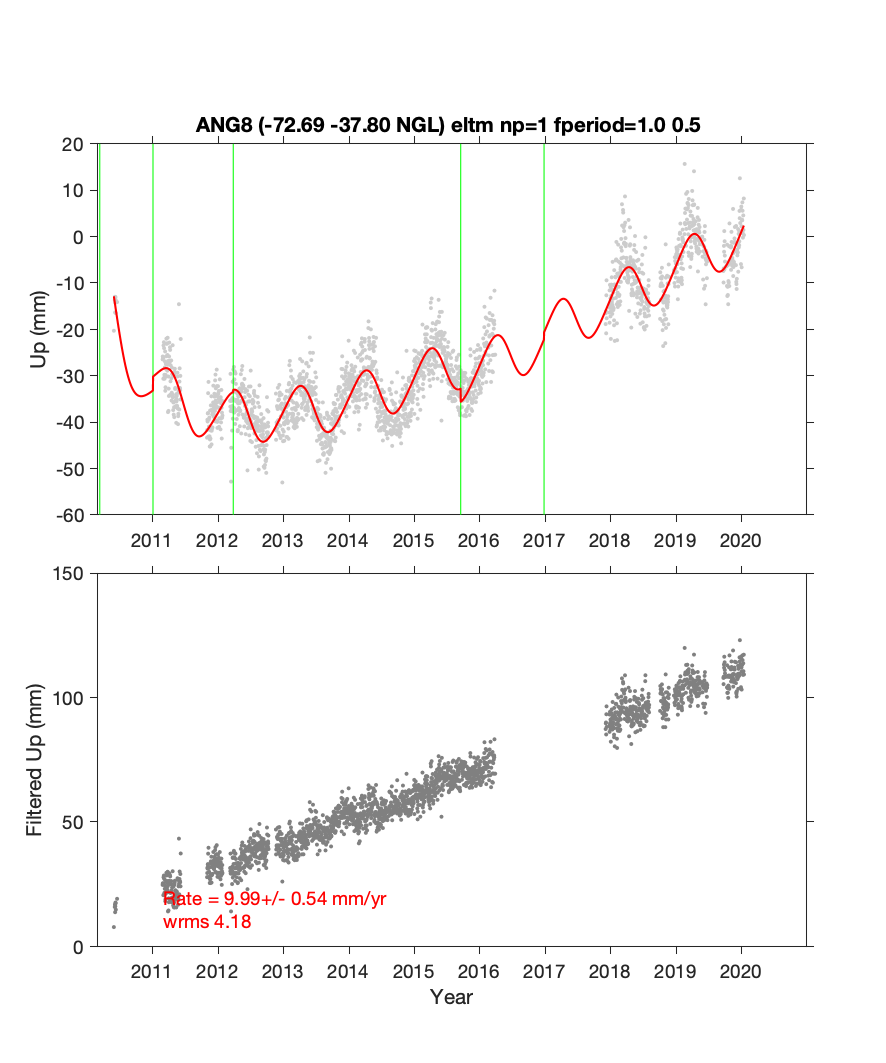 ANG8 (-72.69 -37.80 NGL) eltm np=1 fperiod=1.0 0.5
20
10
0
-10
-20
-30
-40
-50
-60
Up (mm)
2011 2012 2013 2014 2015 2016 2017 2018 2019 2020
150
100
50
0
Filtered Up (mm)
Rate = 9.99+/- 0.54 mm/yr
wrms 4.18
2011 2012 2013 2014 2015 2016 2017 2018 2019 2020
Year